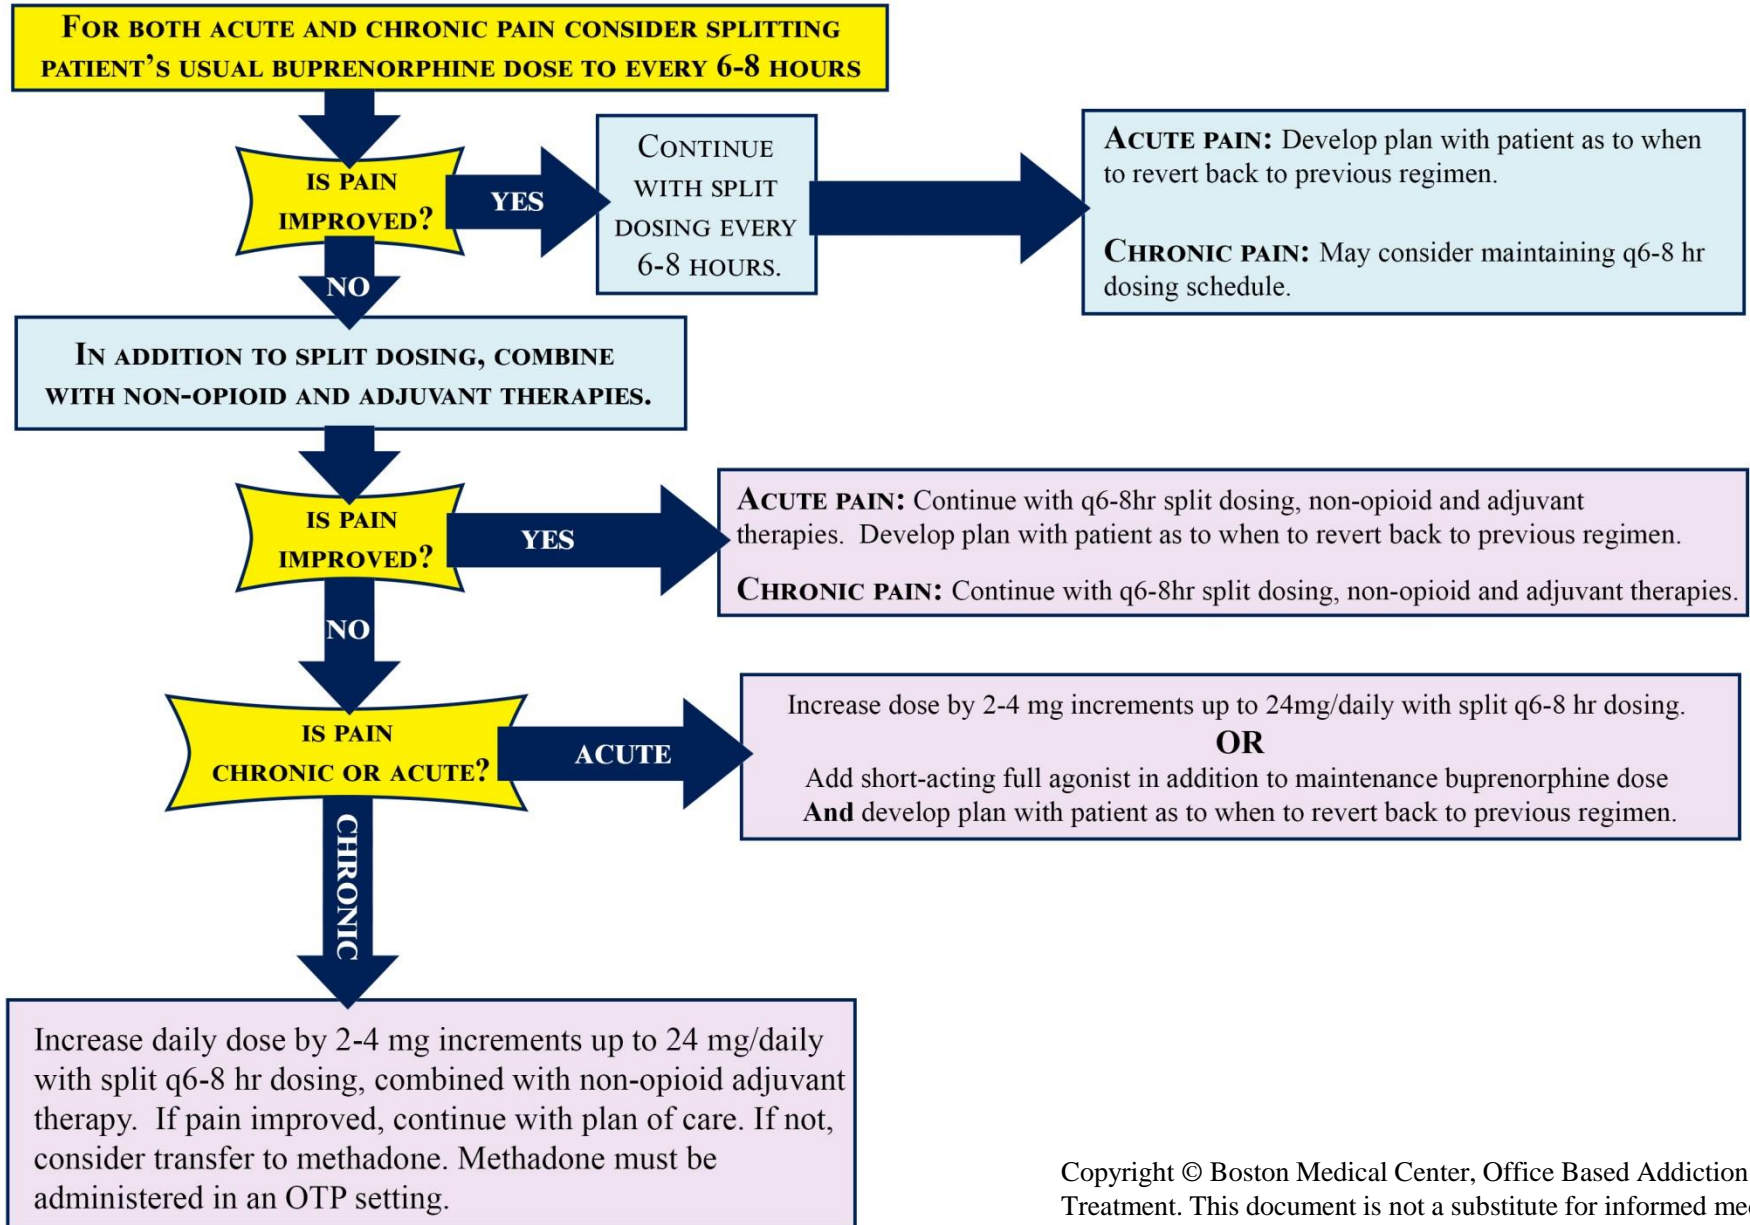 FOR BOTH ACUTE AND CHRONIC PAIN CONSIDER SPLITTING
PATIENT’S USUAL BUPRENORPHINE DOSE TO EVERY 6-8 HOURS
IS PAIN
IMPROVED?
YES
CONTINUE
WITH SPLIT
DOSING EVERY
6-8 HOURS.
ACUTE PAIN: Develop plan with patient as to when
to revert back to previous regimen.
CHRONIC PAIN: May consider maintaining q6-8 hr
dosing schedule.
NO
IN ADDITION TO SPLIT DOSING, COMBINE
WITH NON-OPIOID AND ADJUVANT THERAPIES.
IS PAIN
IMPROVED?
YES
ACUTE PAIN: Continue with q6-8hr split dosing, non-opioid and adjuvant
therapies. Develop plan with patient as to when to revert back to previous regimen.
CHRONIC PAIN: Continue with q6-8hr split dosing, non-opioid and adjuvant therapies.
NO
IS PAIN
CHRONIC OR ACUTE?
ACUTE
Increase dose by 2-4 mg increments up to 24mg/daily with split q6-8 hr dosing.
OR
Add short-acting full agonist in addition to maintenance buprenorphine dose
And develop plan with patient as to when to revert back to previous regimen.
CHRONIC
Increase daily dose by 2-4 mg increments up to 24 mg/daily
with split q6-8 hr dosing, combined with non-opioid adjuvant
therapy. If pain improved, continue with plan of care. If not,
consider transfer to methadone. Methadone must be
administered in an OTP setting.
Copyright © Boston Medical Center, Office Based Addiction
Treatment. This document is not a substitute for informed me